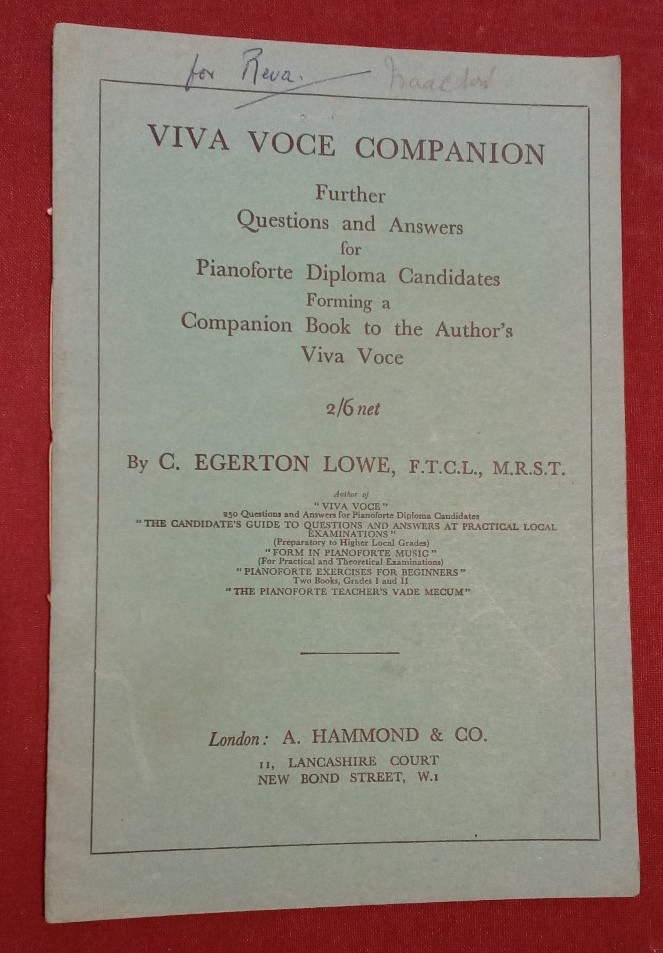 for Reva.
VIVA VOCE COMPANION
Further
Questions and Answers
for
Pianoforte Diploma Candidates
Forming a
Companion Book to the Author's
Viva Voce
2/6 net
By C. EGERTON LOWE, F.T.C.L., M.R.S.T.
Author of
"VIVA VOCE"
250 Questions and Answers for Pianoforte Diploma Candidates
"THE CANDIDATE'S GUIDE TO QUESTIONS AND ANSWERS AT PRACTICAL LOCAL
EXAMINATIONS"
(Preparatory to Higher Local Grades)
"FORM IN PIANOFORTE MUSIC"
(For Practical and Theoretical Examinations)
"PIANOFORTE EXERCISES FOR BEGINNERS"
Two Books, Grades I and II
"THE PIANOFORTE TEACHER'S VADE MECUM"
London: A. HAMMOND & CO.
11, LANCASHIRE COURT
NEW BOND STREET, W.1